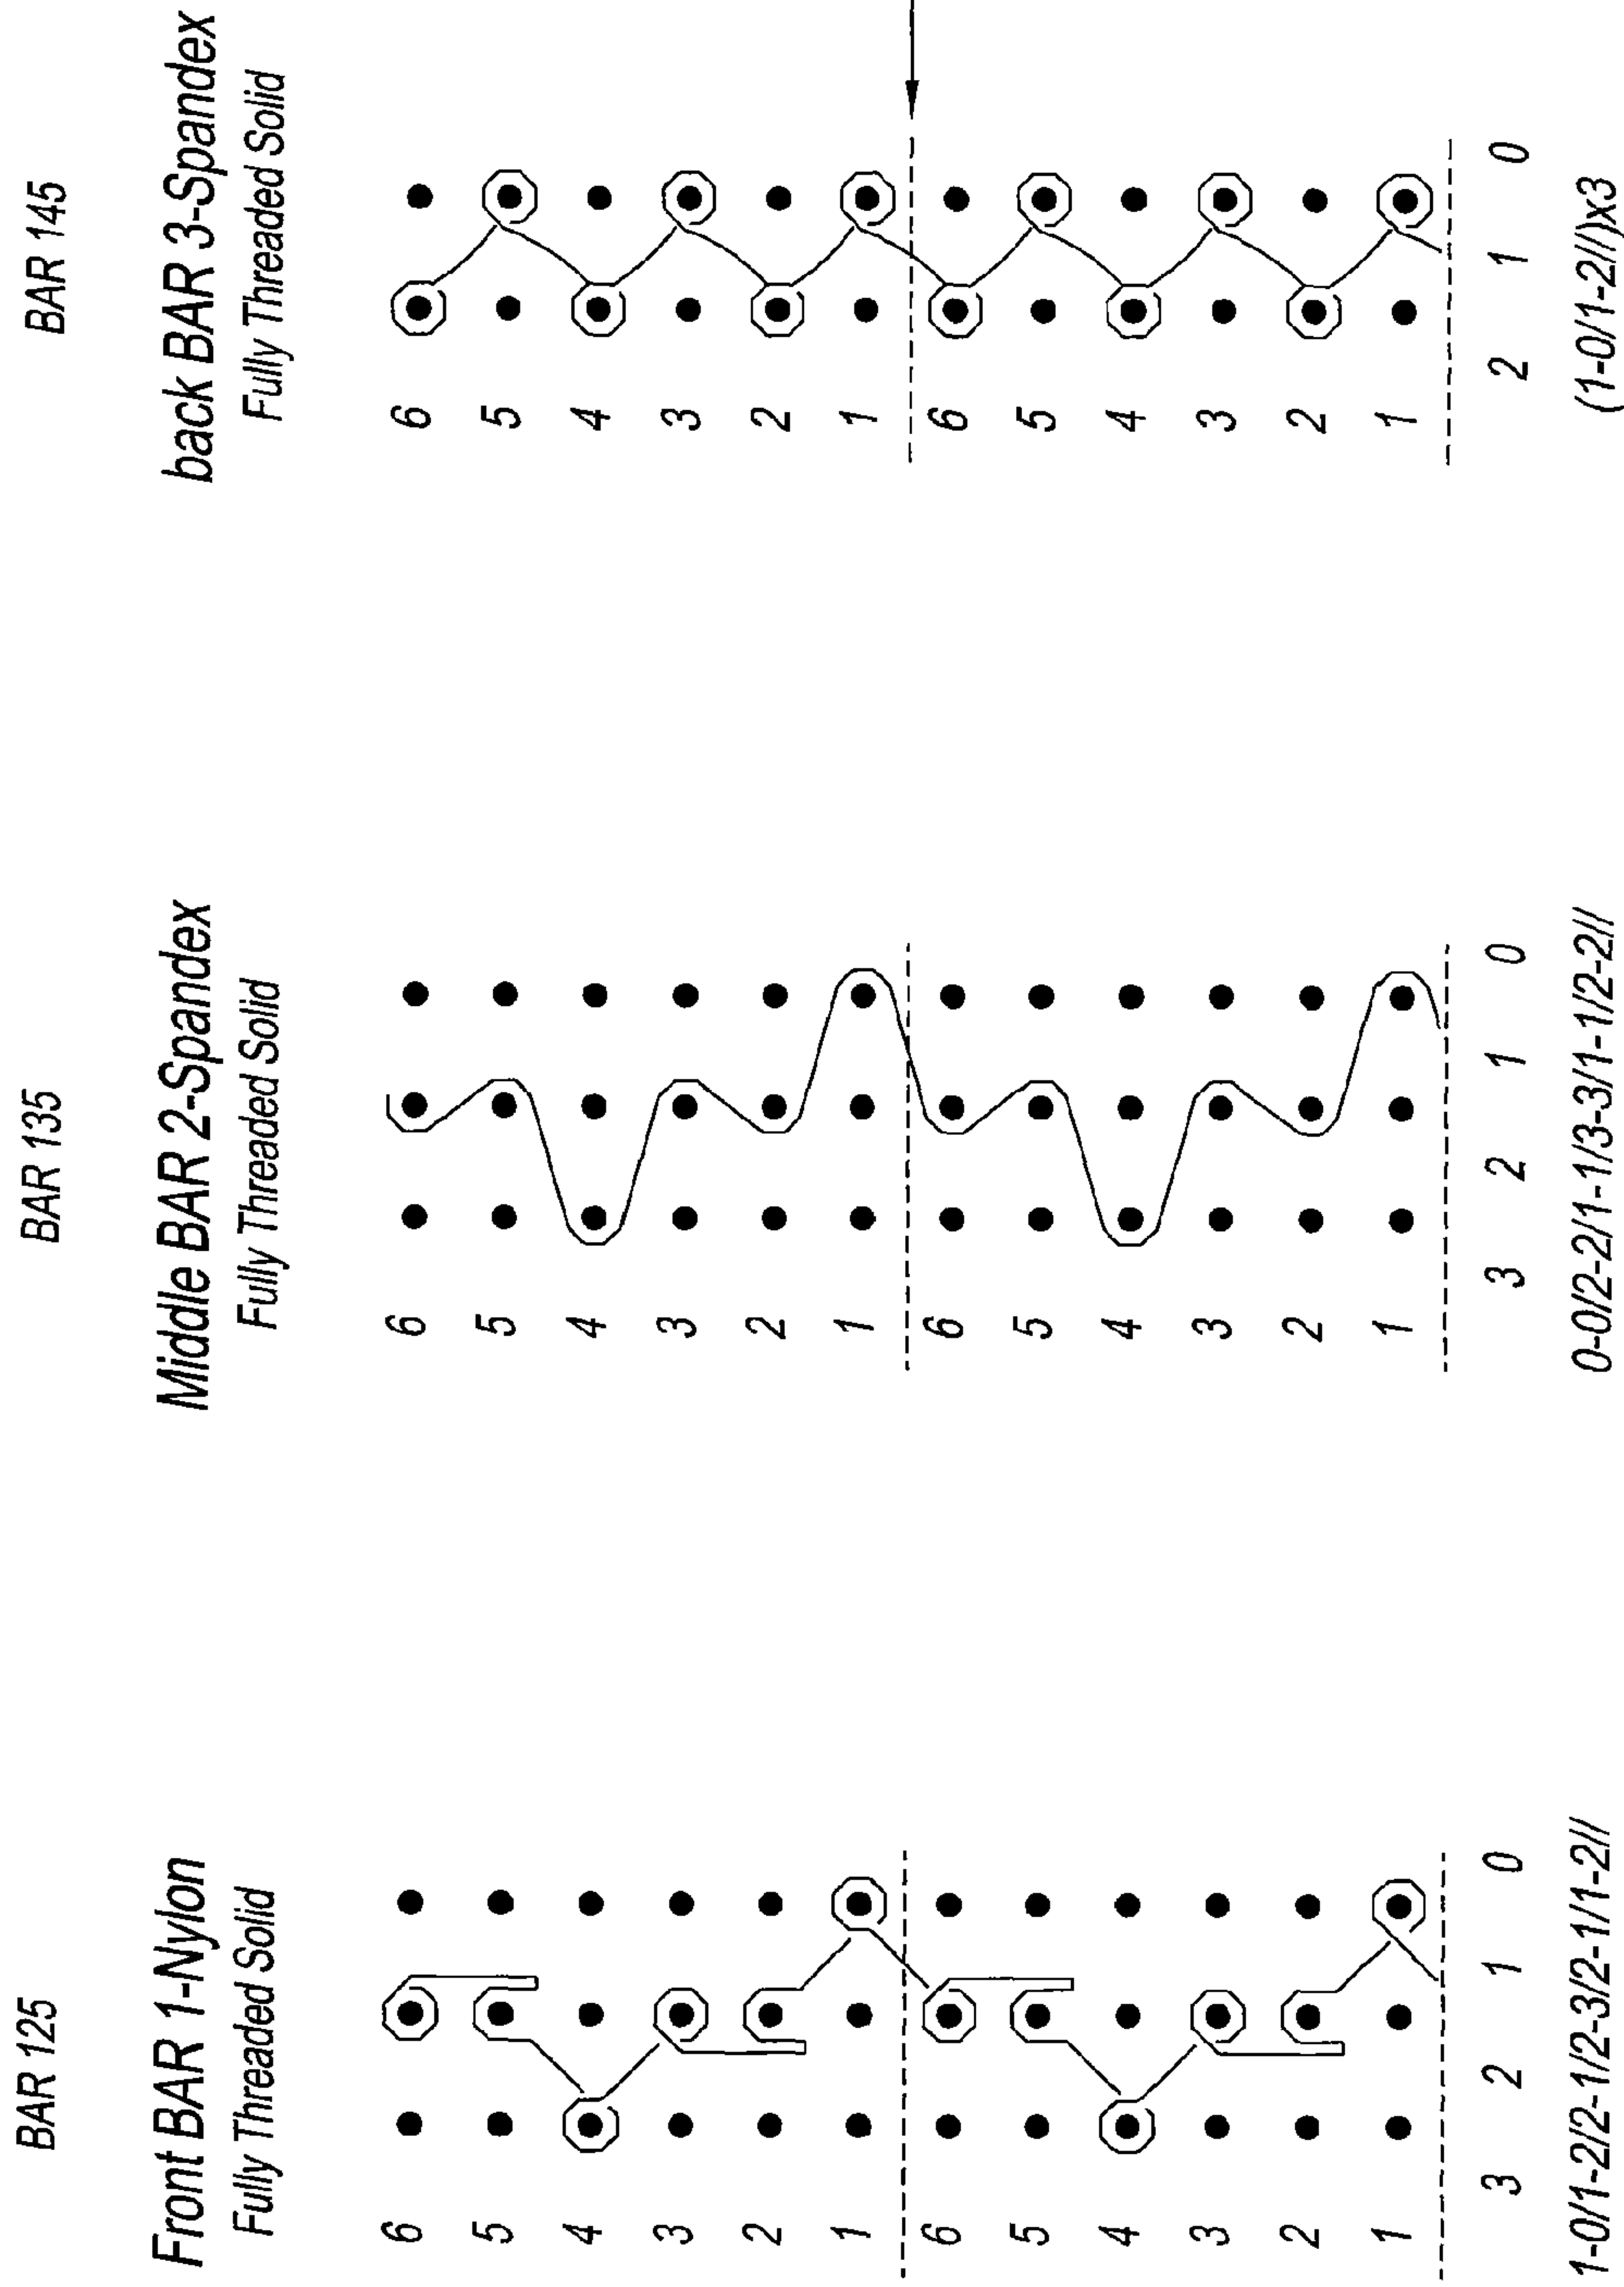 BAR 125
Front BAR 1-Nylon
Fully Threaded Solid
6
5
4
3
2
1
6
5
4
3
2
1
3 2 1 0
1-0/1-2/2-1/2-3/2-1/1-2//
BAR 135
Middle BAR 2-Spandex
Fully Threaded Solid
6
5
4
3
2
1
6
5
4
3
2
1
3 2 1 0
0-0/2-2/1-1/3-3/1-1/2-2//
BAR 145
back BAR 3-Spandex
Fully Threaded Solid
6
5
4
3
2
1
6
5
4
3
2
1
2 1 0
(1-0/1-2//)x3